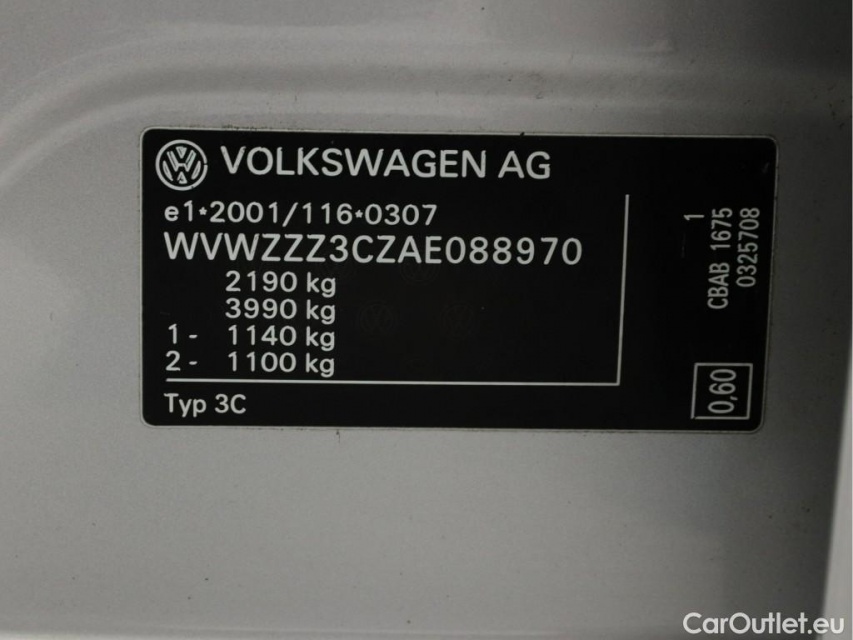 VOLKSWAGEN AG
e1*2001/116*0307
WVWZZZ3CZAE088970
2190 kg
3990 kg
1 - 1140 kg
2 - 1100 kg
Typ 3C
1
CBAB 1675
0325708
0,60
CarOutlet.eu